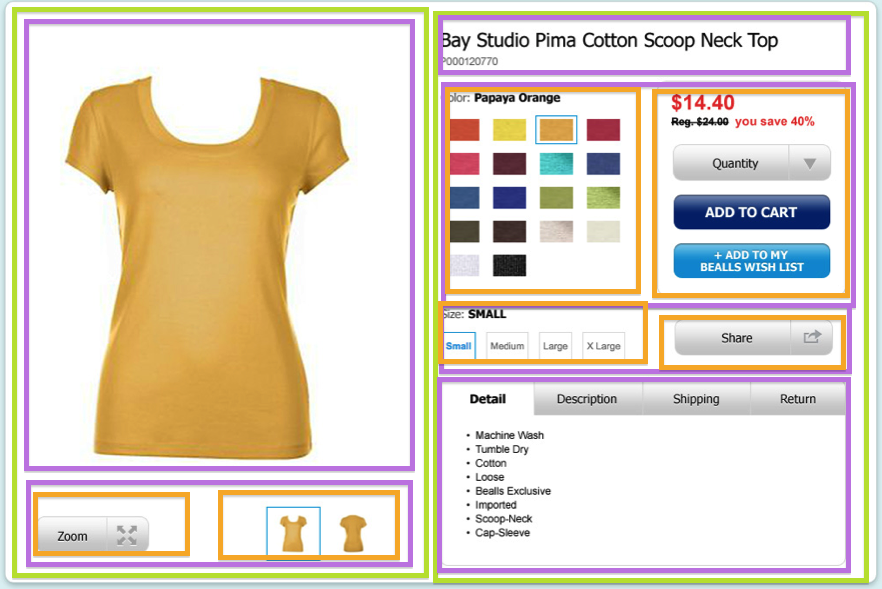 Bay Studio Pima Cotton Scoop Neck Top
P000120770
Color: Papaya Orange
$14.40
Reg. $24.00 you save 40%
Quantity
ADD TO CART
+ ADD TO MY
BEALLS WISH LIST
Size: SMALL
Small Medium Large X Large
Share
Detail Description Shipping Return
• Machine Wash
• Tumble Dry
• Cotton
• Loose
• Bealls Exclusive
• Imported
• Scoop-Neck
• Cap-Sleeve
Zoom